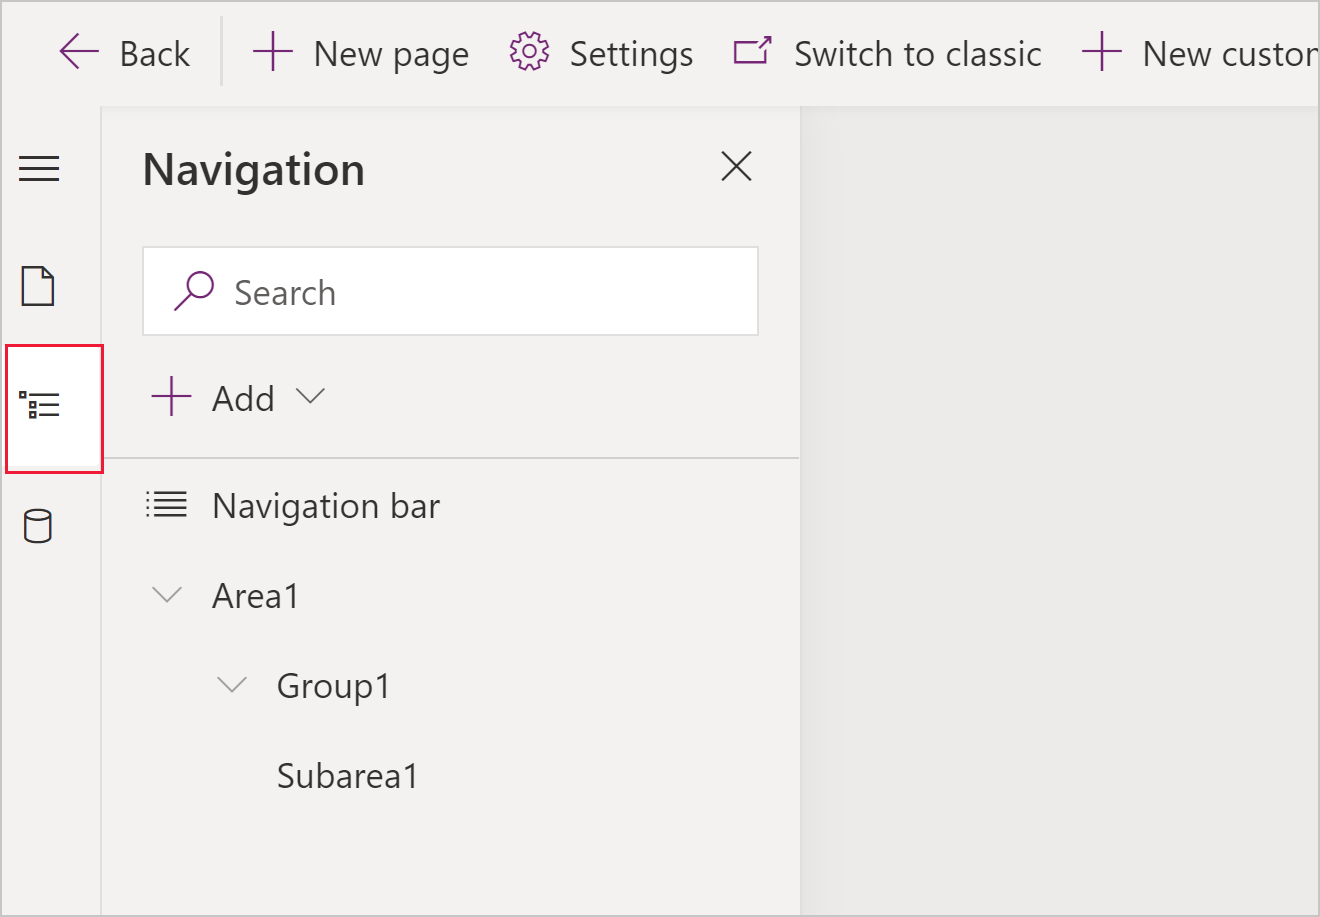 Back New page Settings Switch to classic New custor
Navigation
Search
Add
Navigation bar
Area1
Group1
Subarea1